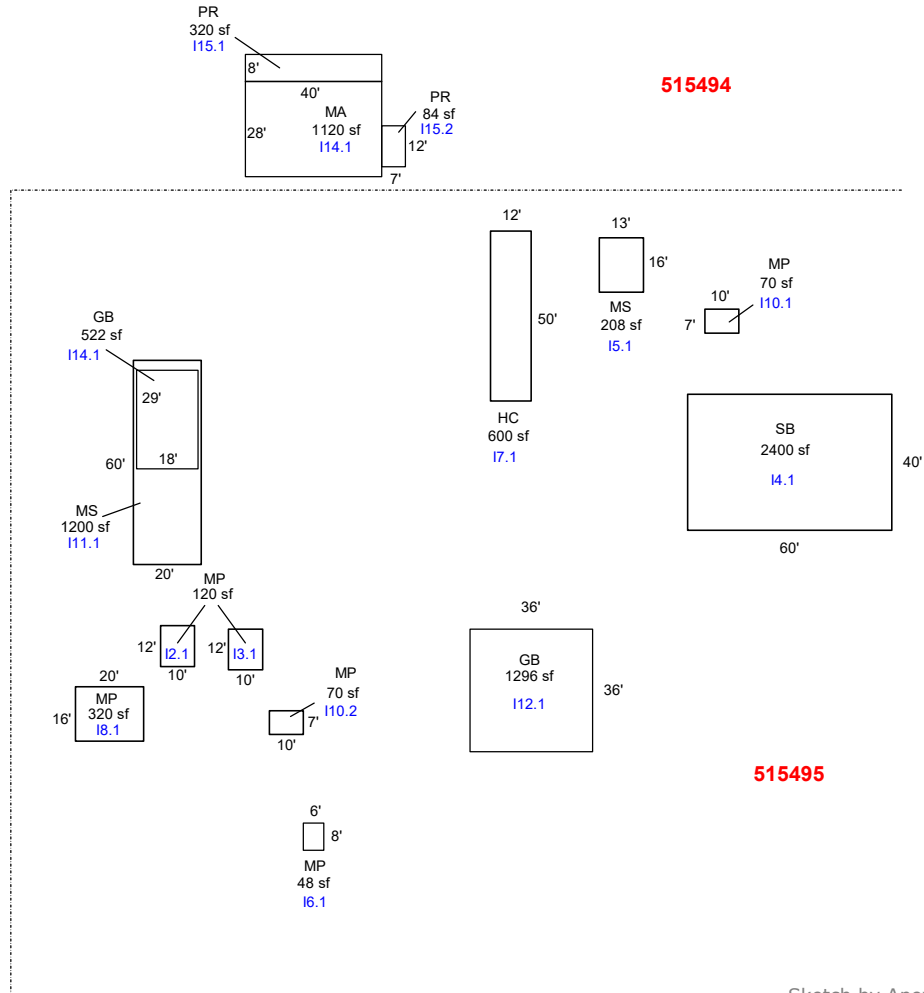 PR
320 sf
I15.1
8'
40'
MA
1120 sf
I14.1
28'
PR
84 sf
I15.2
12'
7'
515494
12'
50'
HC
600 sf
I7.1
13'
16'
MS
208 sf
I5.1
MP
70 sf
I10.1
10'
7'
GB
522 sf
I14.1
29'
18'
60'
MS
1200 sf
I11.1
20'
SB
2400 sf
I4.1
40'
60'
MP
120 sf
12'
I2.1
10'
12'
I3.1
10'
20'
16'
MP
320 sf
I8.1
MP
70 sf
I10.2
7'
10'
36'
GB
1296 sf
I12.1
36'
515495
6'
8'
MP
48 sf
I6.1
Sketch by